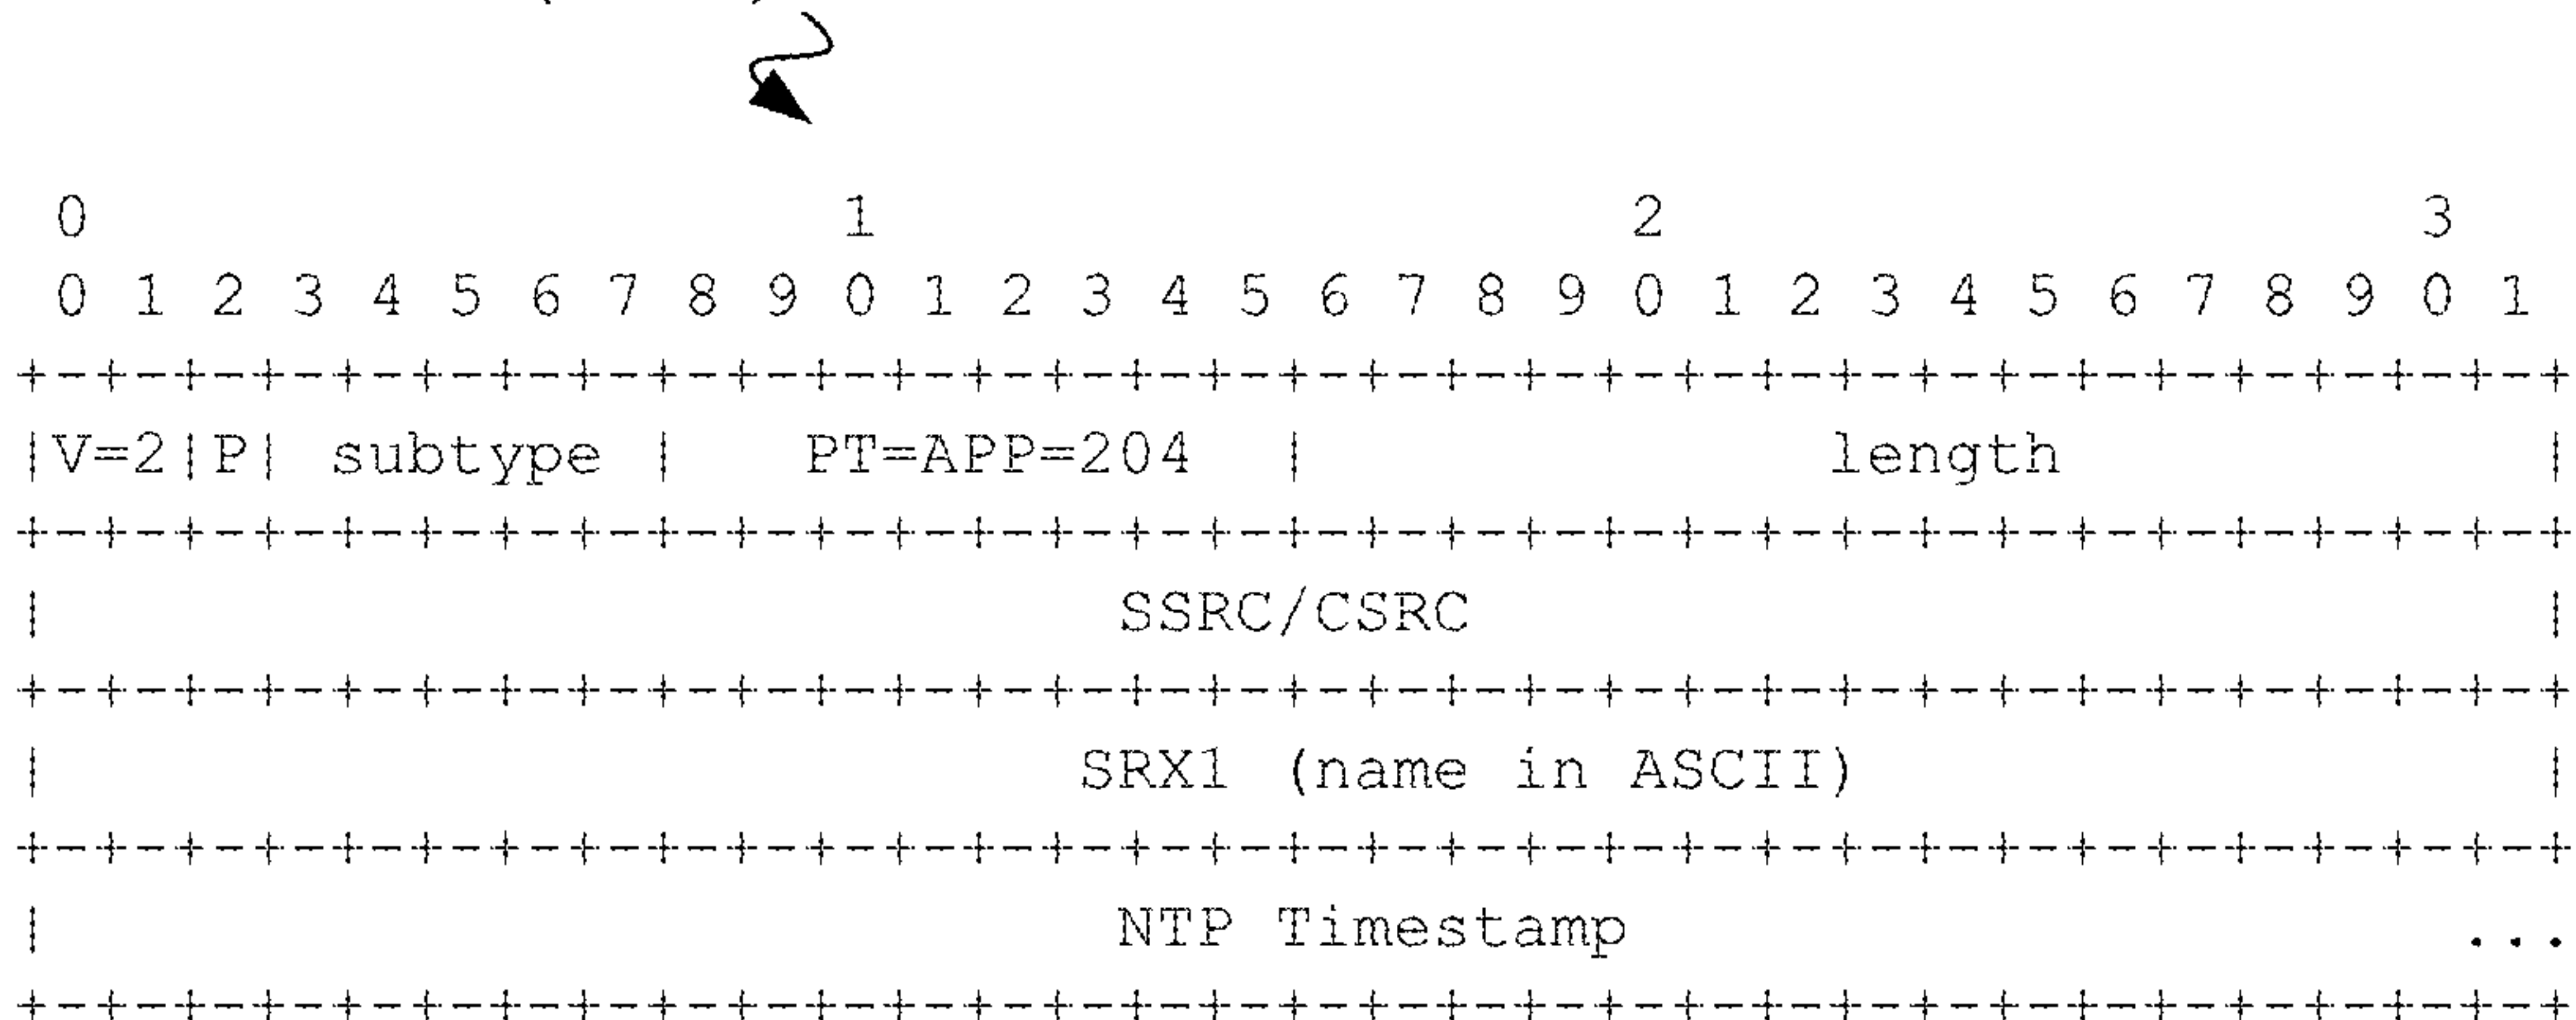 0 1 2 3
0 1 2 3 4 5 6 7 8 9 0 1 2 3 4 5 6 7 8 9 0 1 2 3 4 5 6 7 8 9 0 1
+-+-+-+-+-+-+-+-+-+-+-+-+-+-+-+-+-+-+-+-+-+-+-+-+-+-+-+-+-+-+-+-+
|V=2|P| subtype | PT=APP=204 | length |
+-+-+-+-+-+-+-+-+-+-+-+-+-+-+-+-+-+-+-+-+-+-+-+-+-+-+-+-+-+-+-+-+
| SSRC/CSRC |
+-+-+-+-+-+-+-+-+-+-+-+-+-+-+-+-+-+-+-+-+-+-+-+-+-+-+-+-+-+-+-+-+
| SRX1 (name in ASCII) |
+-+-+-+-+-+-+-+-+-+-+-+-+-+-+-+-+-+-+-+-+-+-+-+-+-+-+-+-+-+-+-+-+
| NTP Timestamp ...
+-+-+-+-+-+-+-+-+-+-+-+-+-+-+-+-+-+-+-+-+-+-+-+-+-+-+-+-+-+-+-+-+